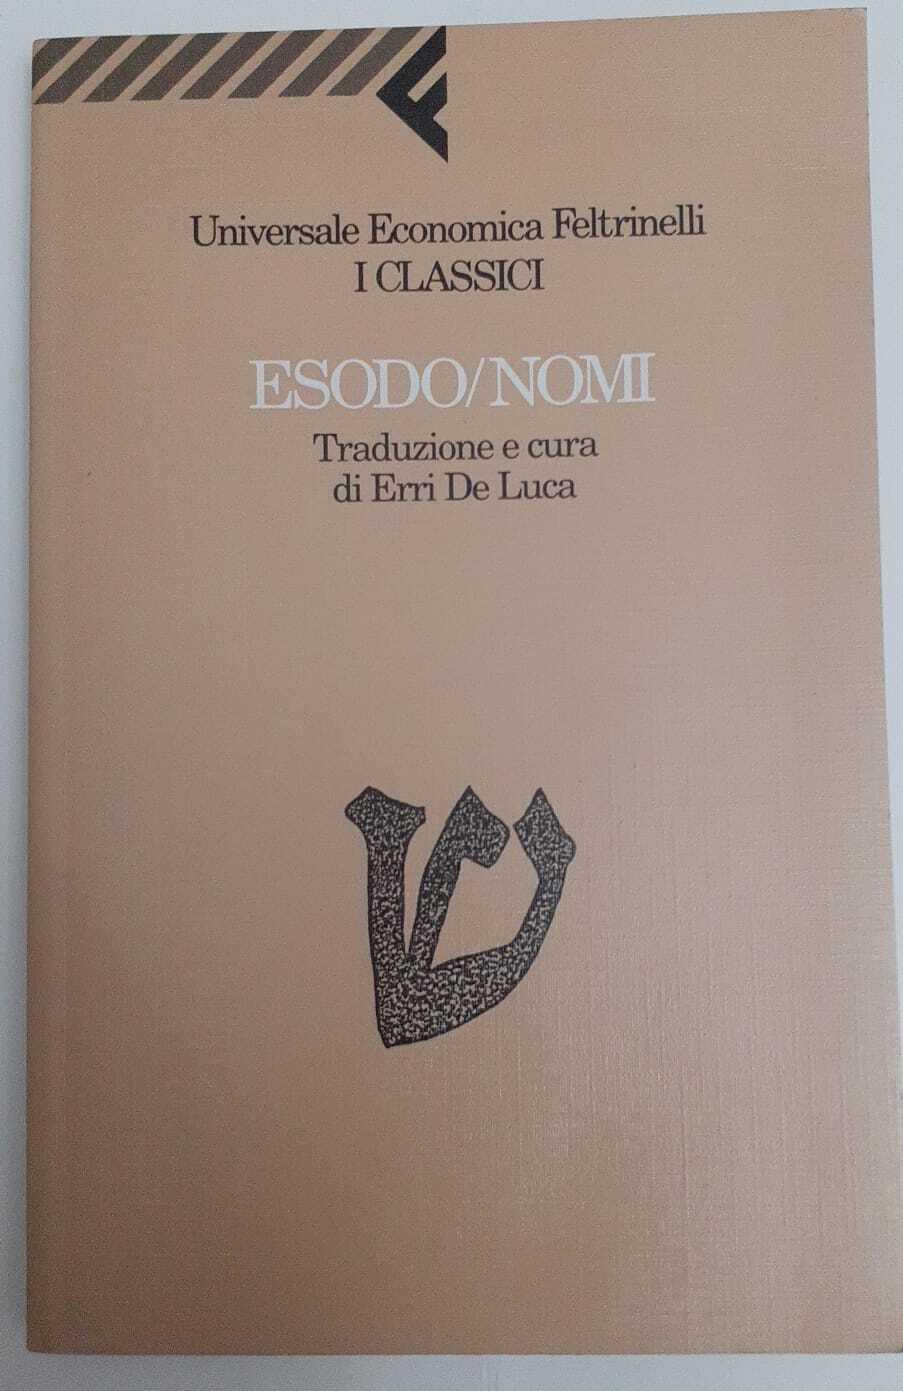 Universale Economica Feltrinelli
I CLASSICI
ESODO/NOMI
Traduzione e cura
di Erri De Luca
ש